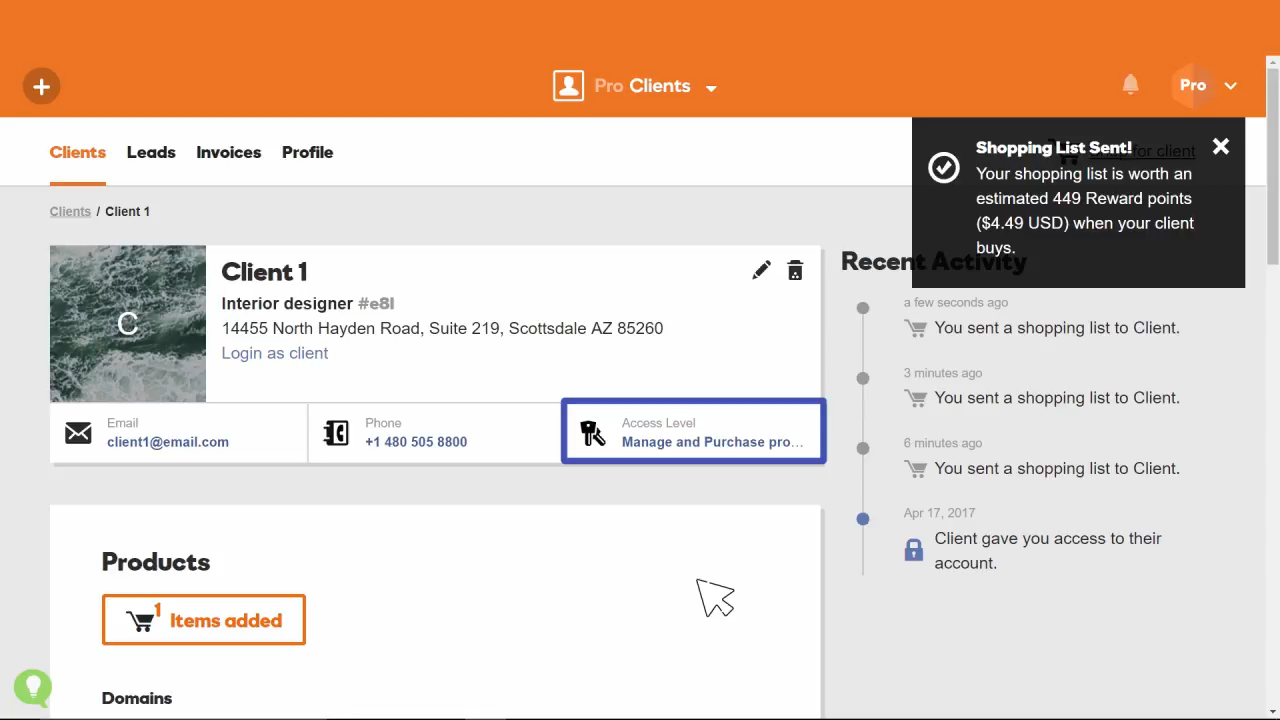 Pro Clients
Pro
Clients Leads Invoices Profile
Shop for client
Shopping List Sent!
Your shopping list is worth an
estimated 449 Reward points
($4.49 USD) when your client
buys.
Clients / Client 1
C
Client 1
Interior designer #e8l
14455 North Hayden Road, Suite 219, Scottsdale AZ 85260
Login as client
Email
client1@email.com
Phone
+1 480 505 8800
Access Level
Manage and Purchase pro...
Products
1 Items added
Domains
Recent Activity
a few seconds ago
You sent a shopping list to Client.
3 minutes ago
You sent a shopping list to Client.
6 minutes ago
You sent a shopping list to Client.
Apr 17, 2017
Client gave you access to their
account.